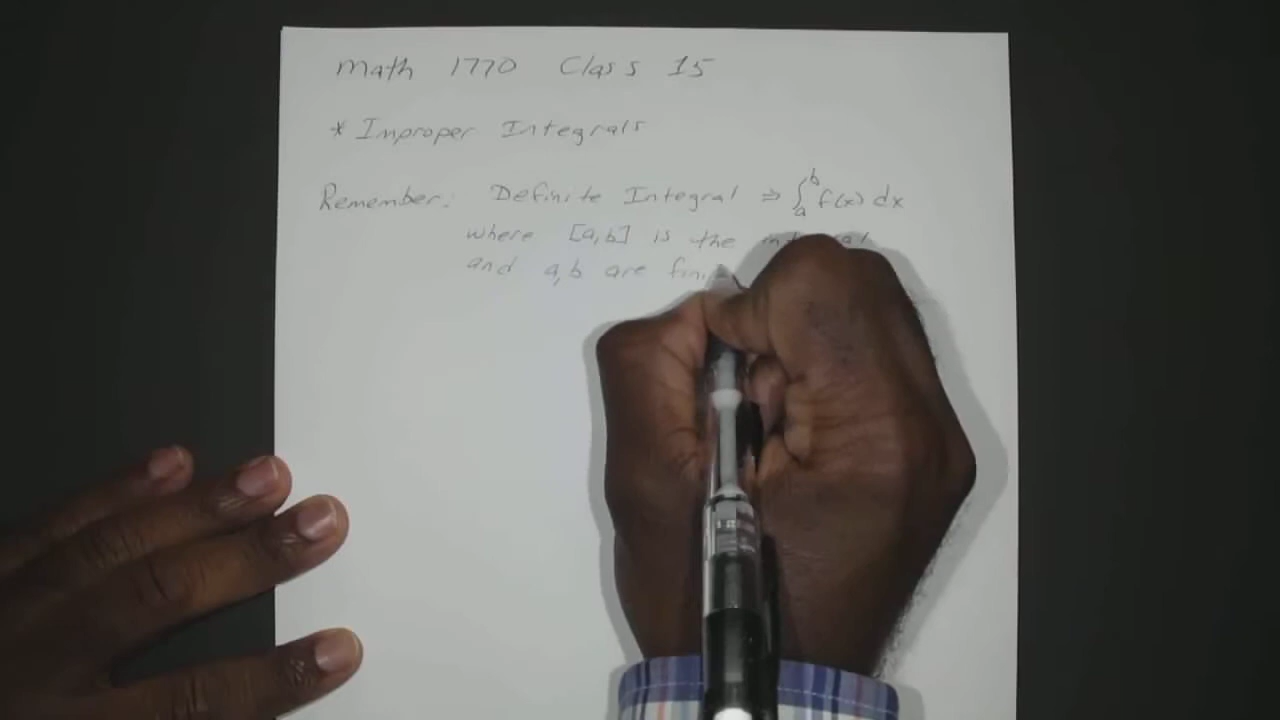 Math 1770 Class 15
* Improper Integrals
Remember: Definite Integral ⇒ ∫_a^b f(x) dx
where [a,b] is the
and a,b are